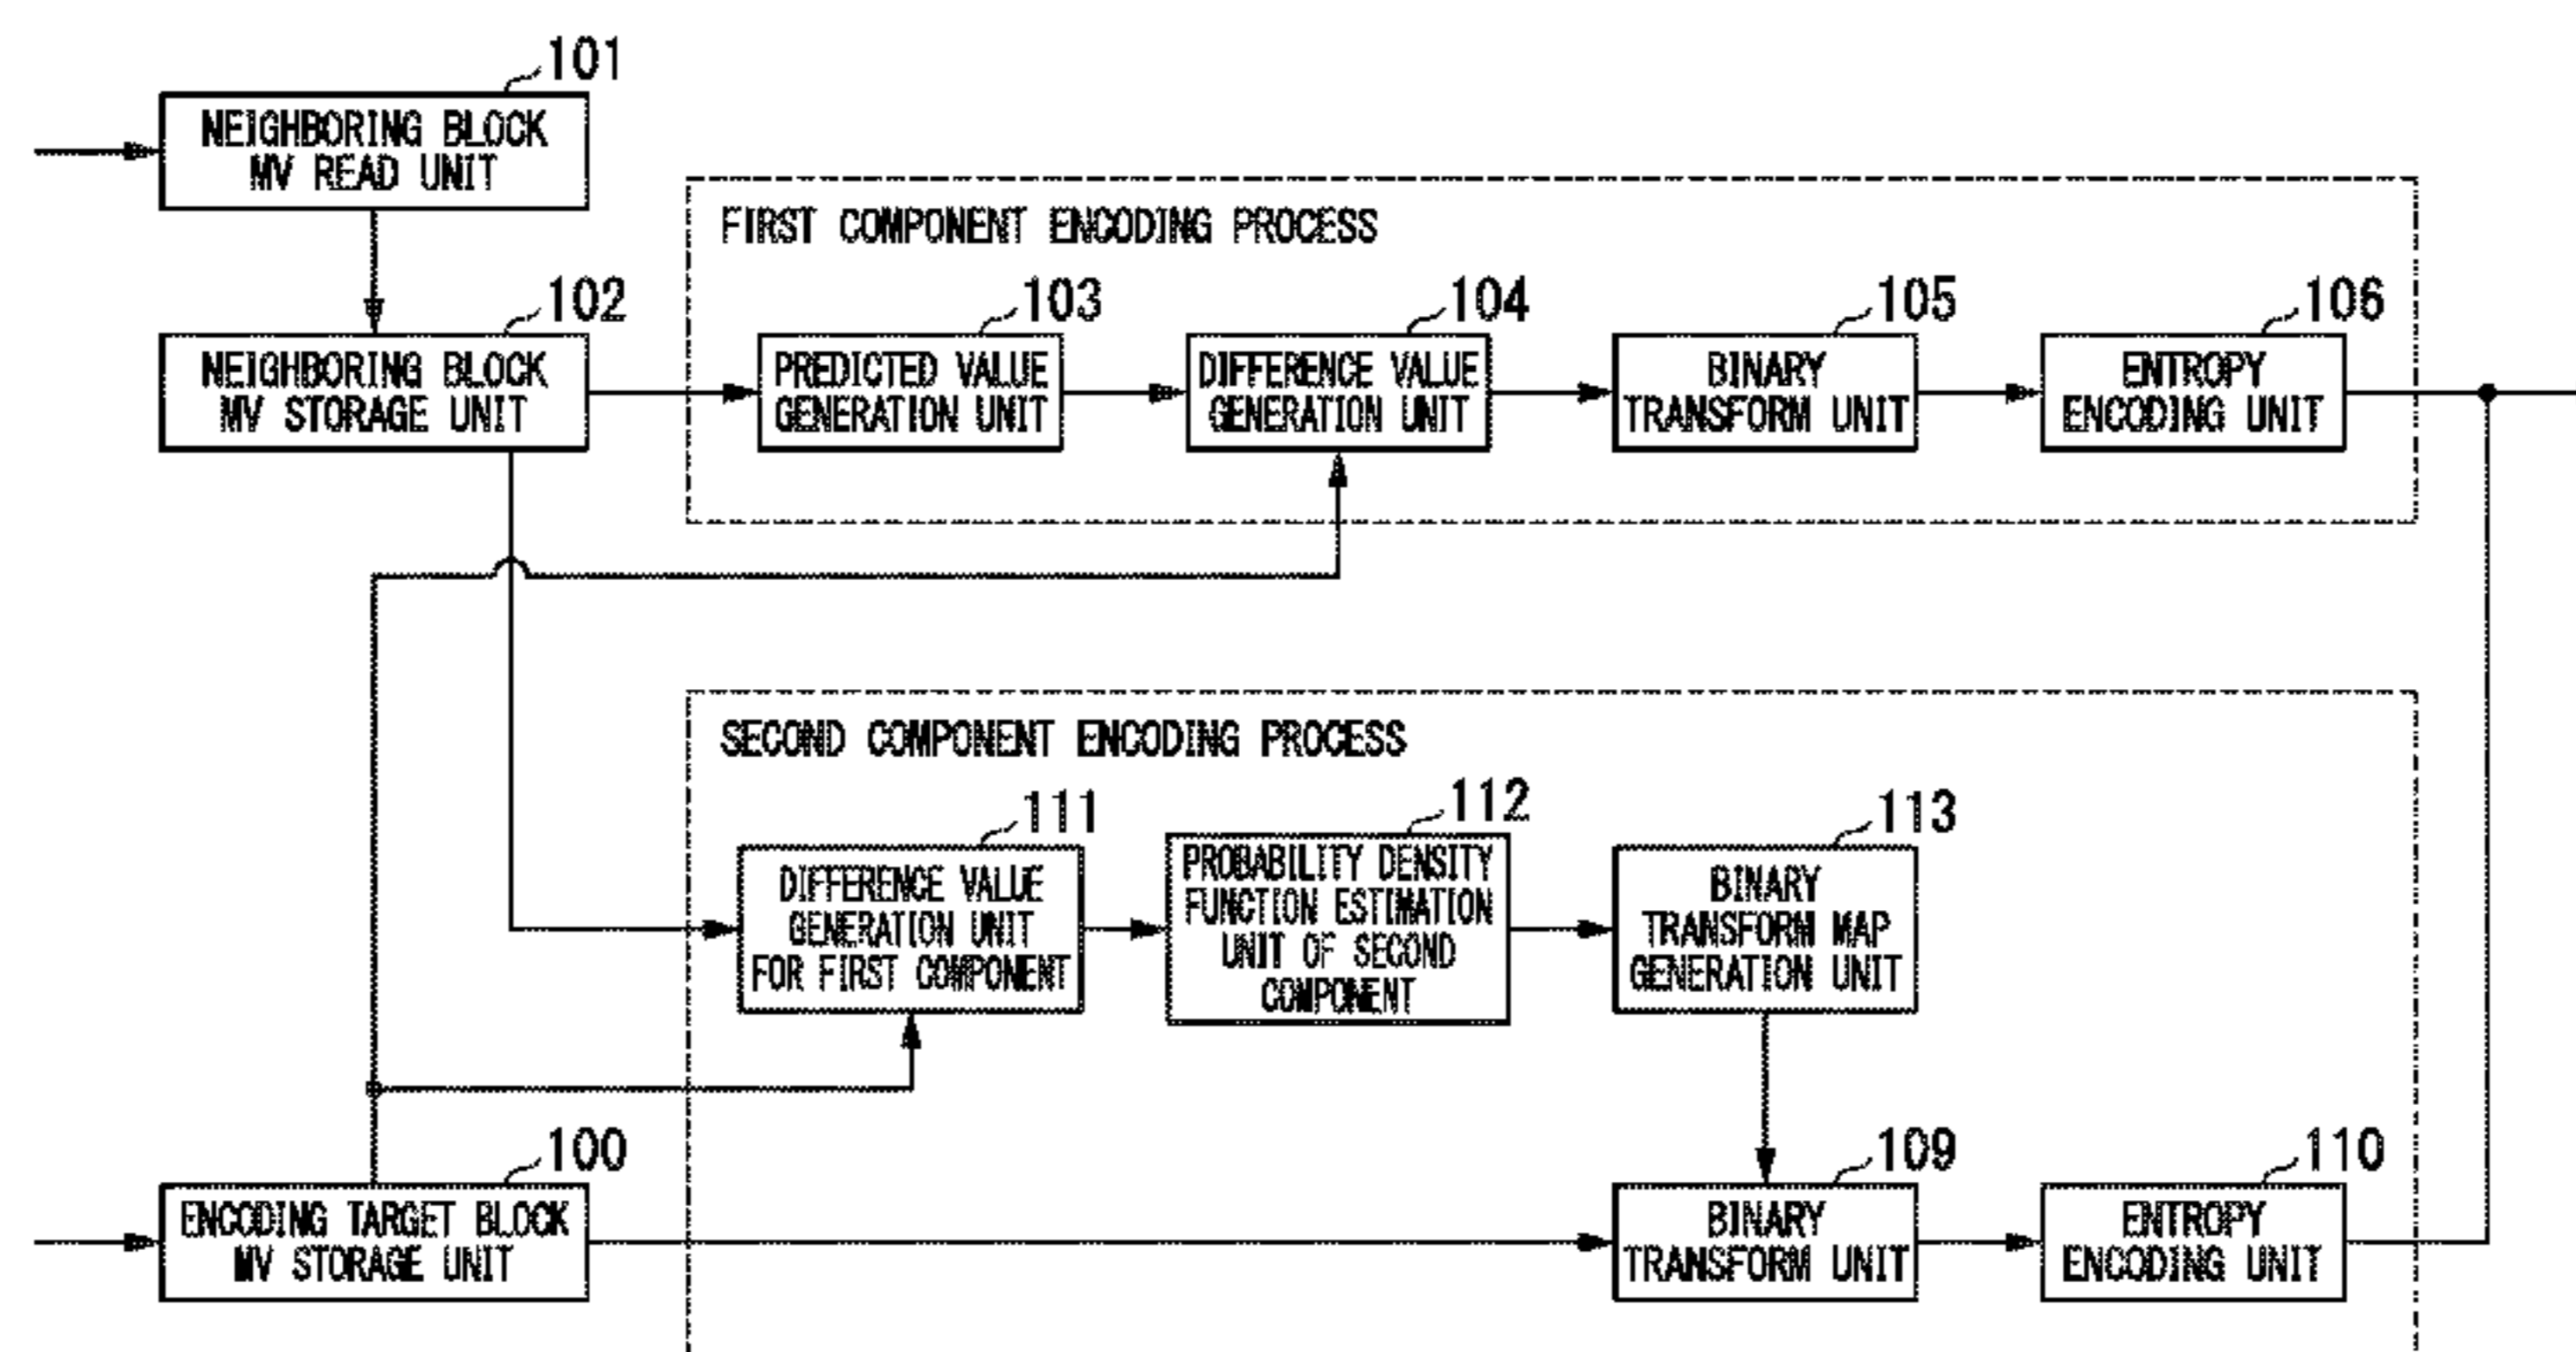 101
NEIGHBORING BLOCK
MV READ UNIT
FIRST COMPONENT ENCODING PROCESS
102
NEIGHBORING BLOCK
MV STORAGE UNIT
103
PREDICTED VALUE
GENERATION UNIT
104
DIFFERENCE VALUE
GENERATION UNIT
105
BINARY
TRANSFORM UNIT
106
ENTROPY
ENCODING UNIT
SECOND COMPONENT ENCODING PROCESS
111
DIFFERENCE VALUE
GENERATION UNIT
FOR FIRST COMPONENT
112
PROBABILITY DENSITY
FUNCTION ESTIMATION
UNIT OF SECOND
COMPONENT
113
BINARY
TRANSFORM MAP
GENERATION UNIT
100
ENCODING TARGET BLOCK
MV STORAGE UNIT
109
BINARY
TRANSFORM UNIT
110
ENTROPY
ENCODING UNIT